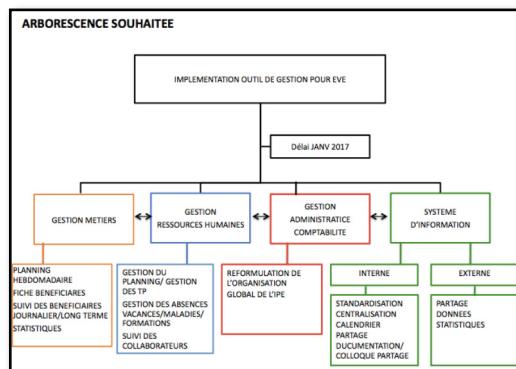 ARBORESCENCE SOUHAITEE
IMPLEMENTATION OUTIL DE GESTION POUR EVE
Délai JANV 2017
GESTION METIERS
GESTION
RESSOURCES HUMAINES
GESTION
ADMINISTRATICE
COMPTABILITE
SYSTEME
D'INFORMATION
PLANNING
HEBDOMADAIRE
FICHE BENEFICIARES
SUIVI DES BENEFICIARES
JOURNALIER/LONG TERME
STATISTIQUES
GESTION DU
PLANNING/ GESTION
DES TP
GESTION DES ABSENCES
VACANCES/MALADIES/
FORMATIONS
SUIVI DES
COLLABORATEURS
REFORMULATION DE
L'ORGANISATION
GLOBAL DE L'IPE
INTERNE
STANDARDISATION
CENTRALISATION
CALENDRIER
PARTAGE
DUCUMENTATION/
COLLOQUE PARTAGE
EXTERNE
PARTAGE
DONNEES
STATISTIQUES